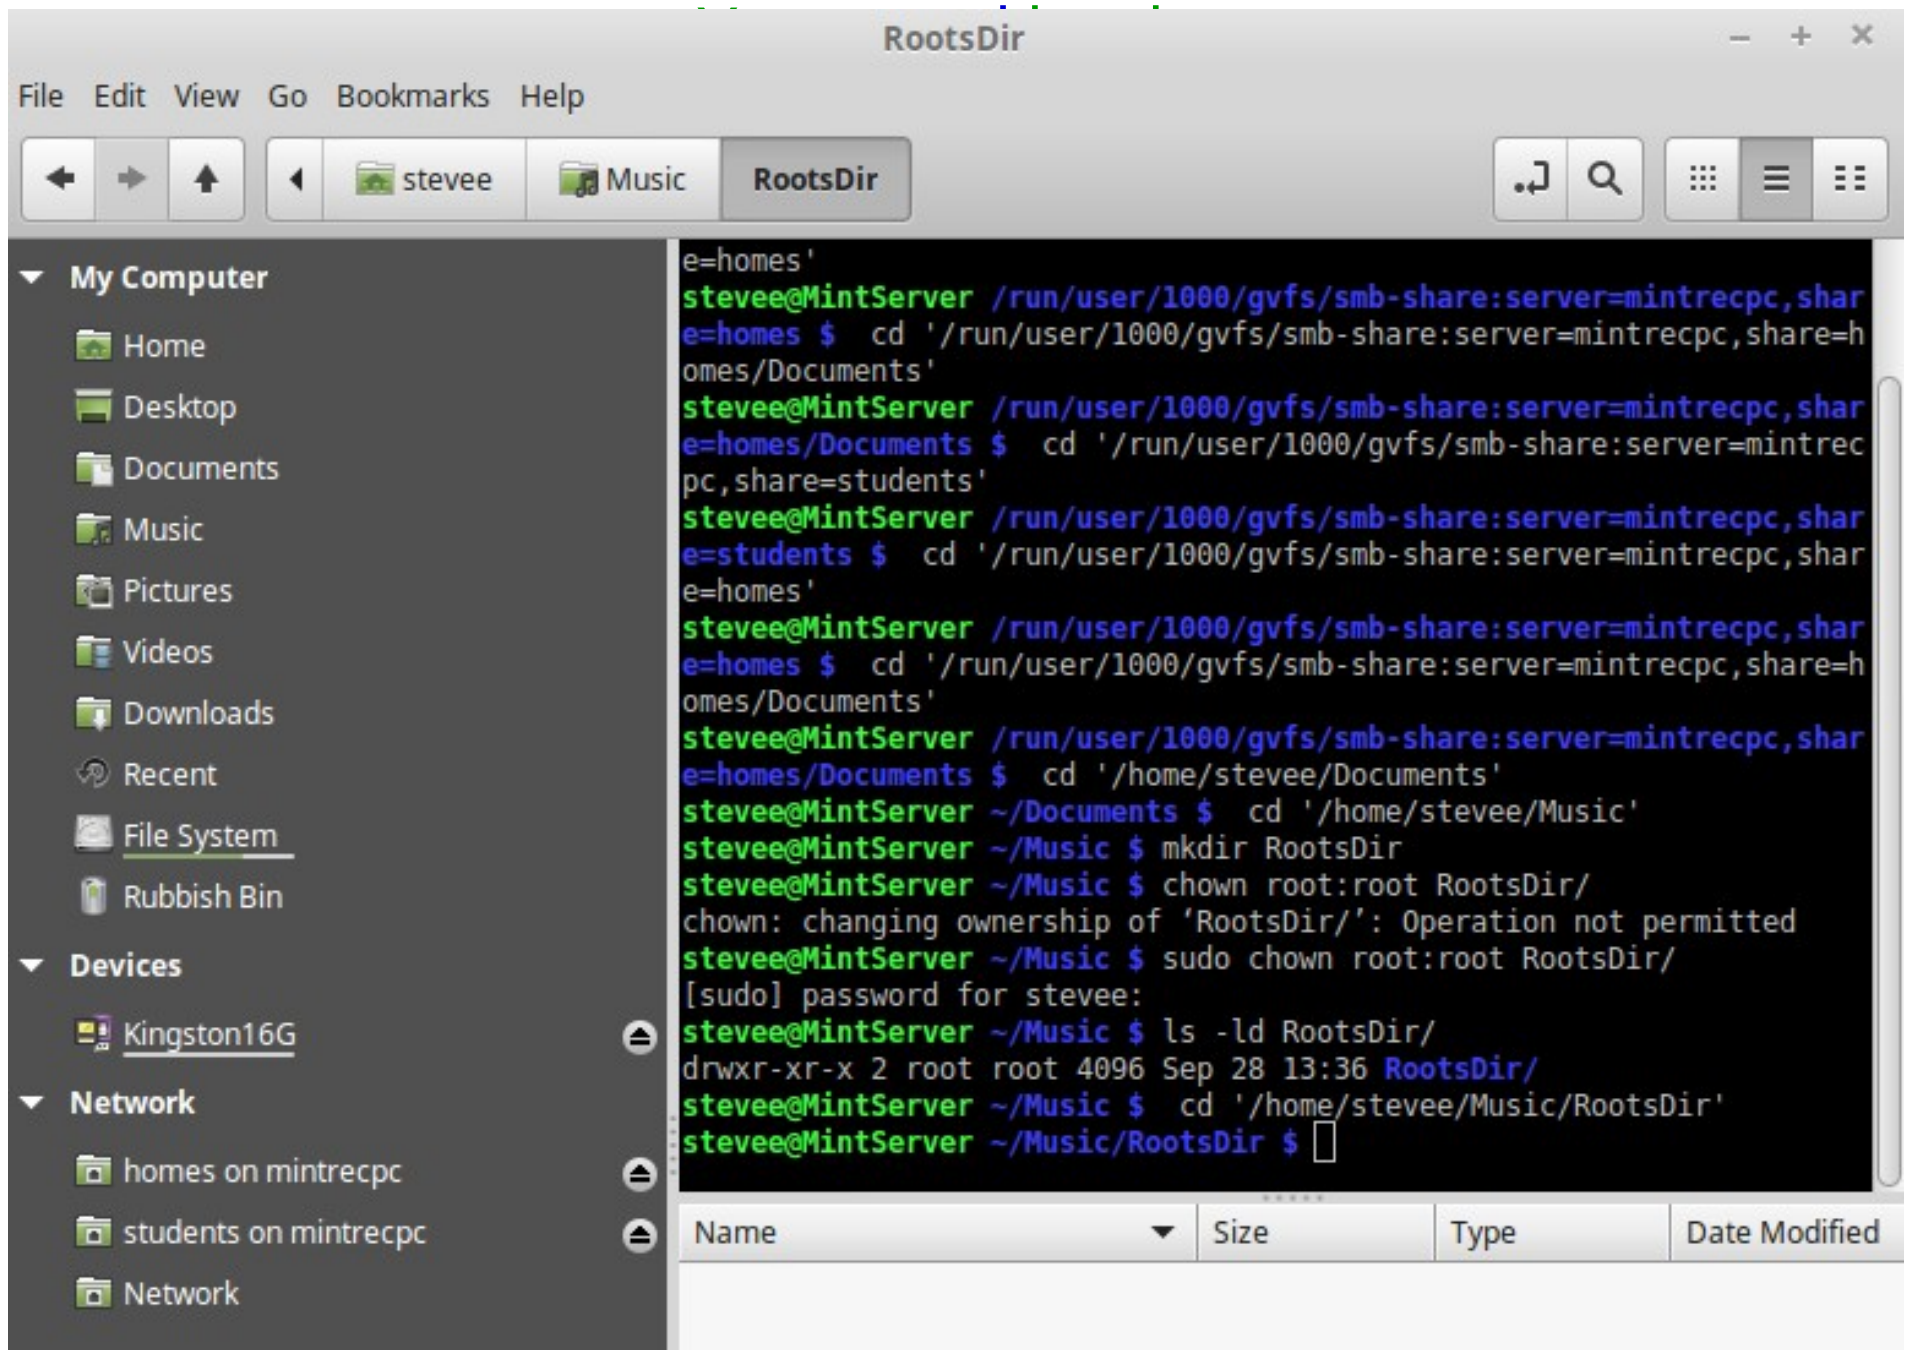 RootsDir
File Edit View Go Bookmarks Help
stevee Music RootsDir
My Computer
Home
Desktop
Documents
Music
Pictures
Videos
Downloads
Recent
File System
Rubbish Bin
Devices
Kingston16G
Network
homes on mintrecpc
students on mintrecpc
Network
e=homes'
stevee@MintServer /run/user/1000/gvfs/smb-share:server=mintrecpc,shar
e=homes $  cd '/run/user/1000/gvfs/smb-share:server=mintrecpc,share=h
omes/Documents'
stevee@MintServer /run/user/1000/gvfs/smb-share:server=mintrecpc,shar
e=homes/Documents $  cd '/run/user/1000/gvfs/smb-share:server=mintrec
pc,share=students'
stevee@MintServer /run/user/1000/gvfs/smb-share:server=mintrecpc,shar
e=students $  cd '/run/user/1000/gvfs/smb-share:server=mintrecpc,shar
e=homes'
stevee@MintServer /run/user/1000/gvfs/smb-share:server=mintrecpc,shar
e=homes $  cd '/run/user/1000/gvfs/smb-share:server=mintrecpc,share=h
omes/Documents'
stevee@MintServer /run/user/1000/gvfs/smb-share:server=mintrecpc,shar
e=homes/Documents $  cd '/home/stevee/Documents'
stevee@MintServer ~/Documents $  cd '/home/stevee/Music'
stevee@MintServer ~/Music $ mkdir RootsDir
stevee@MintServer ~/Music $ chown root:root RootsDir/
chown: changing ownership of ‘RootsDir/’: Operation not permitted
stevee@MintServer ~/Music $ sudo chown root:root RootsDir/
[sudo] password for stevee:
stevee@MintServer ~/Music $ ls -ld RootsDir/
drwxr-xr-x 2 root root 4096 Sep 28 13:36 RootsDir/
stevee@MintServer ~/Music $  cd '/home/stevee/Music/RootsDir'
stevee@MintServer ~/Music/RootsDir $
Name Size Type Date Modified